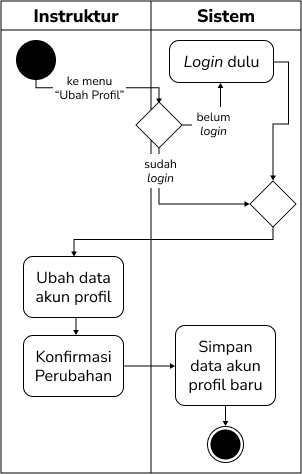 Instruktur
Sistem
Login dulu
ke menu
“Ubah Profil”
belum
login
sudah
login
Ubah data
akun profil
Konfirmasi
Perubahan
Simpan
data akun
profil baru